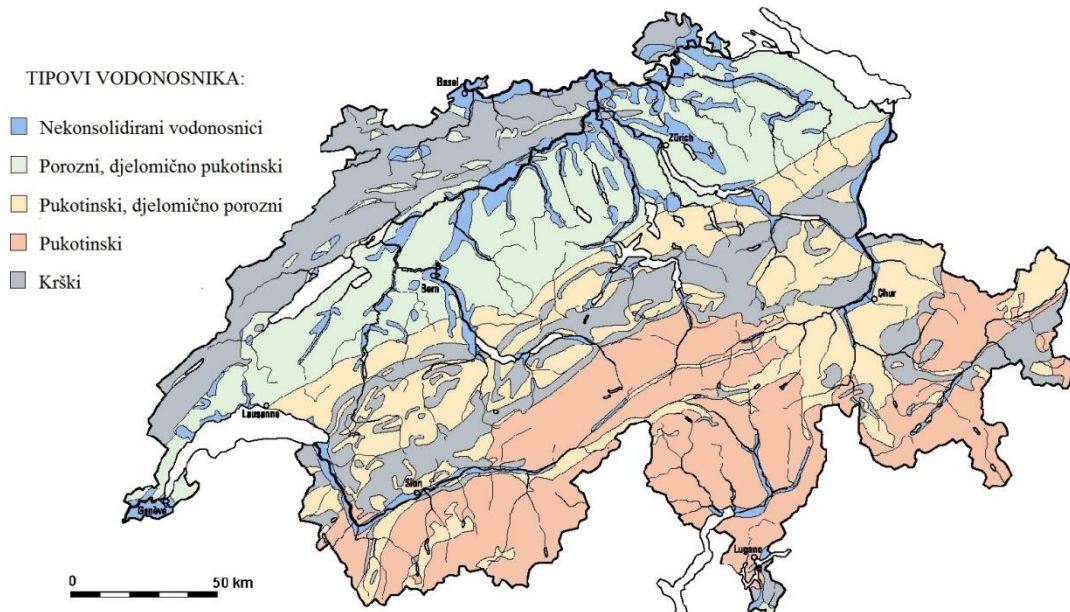 TIPOVI VODONOSNIKA:
Nekonsolidirani vodonosnici
Porozni, djelomično pukotinski
Pukotinski, djelomično porozni
Pukotinski
Krški
Basel
Zürich
Bern
Chur
Lausanne
Sion
Genève
Lugano
0 50 km